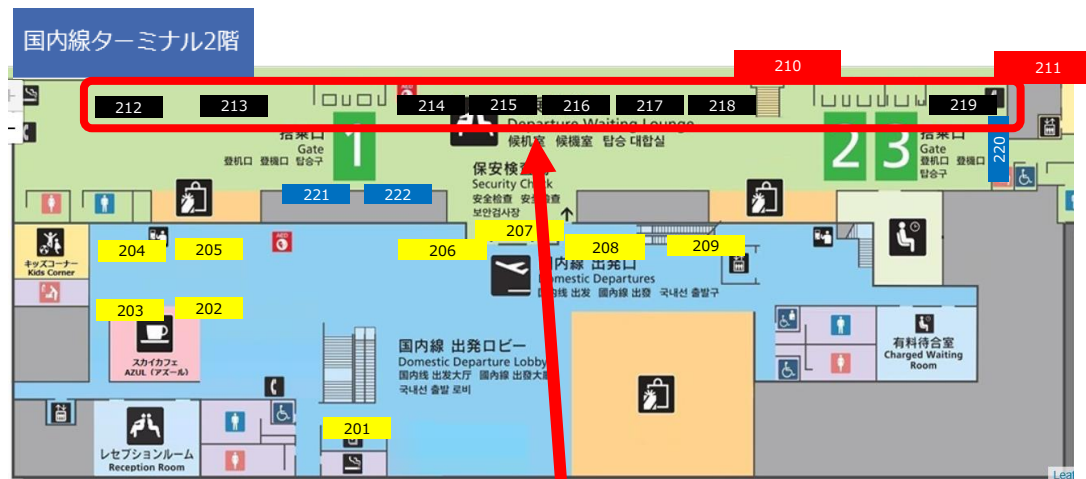 国内線ターミナル2階
210
211
212
213
214
215
216
217
218
219
220
Departure Waiting Lounge
候机室 候機室 탑승 대합실
搭乗口
Gate
登机口 登機口 탑승구
1
2
3
搭乗口
Gate
登机口 登機口
탑승구
保安検査
Security Check
安全检查 安全檢查
보안검사장
221
222
AED
AED
204
205
206
207
208
209
キッズコーナー
Kids Corner
国内線 出発口
Domestic Departures
国内线 出发 國內線 出發 국내선 출발구
203
202
スカイカフェ
AZUL（アズール）
国内線 出発ロビー
Domestic Departure Lobby
国内线 出发大厅 國內線 出發大廳
국내선 출발 로비
有料待合室
Charged Waiting
Room
201
レセプションルーム
Reception Room
Leaf